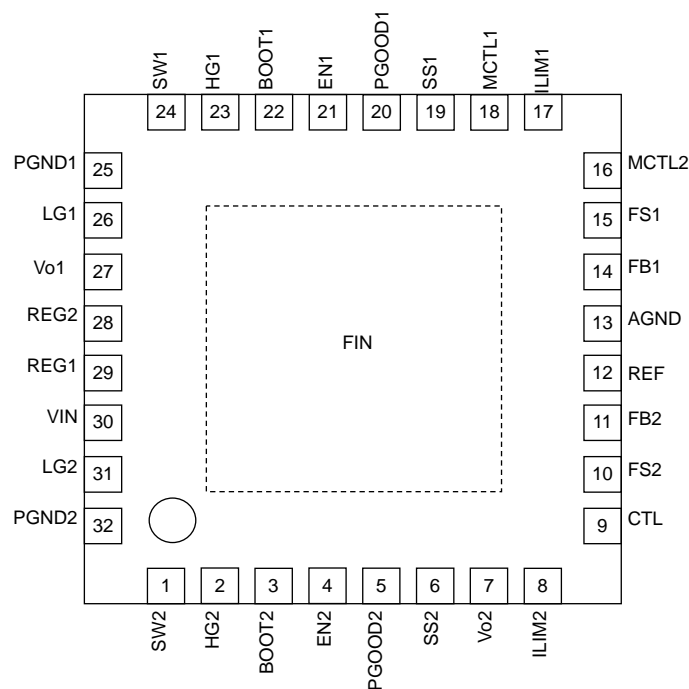 SW1 HG1 BOOT1 EN1 PGOOD1 SS1 MCTL1 ILIM1
24 23 22 21 20 19 18 17
PGND1 25 16 MCTL2
LG1 26 15 FS1
Vo1 27 14 FB1
REG2 28 13 AGND
FIN
REG1 29 12 REF
VIN 30 11 FB2
LG2 31 10 FS2
PGND2 32 9 CTL
1 2 3 4 5 6 7 8
SW2 HG2 BOOT2 EN2 PGOOD2 SS2 Vo2 ILIM2